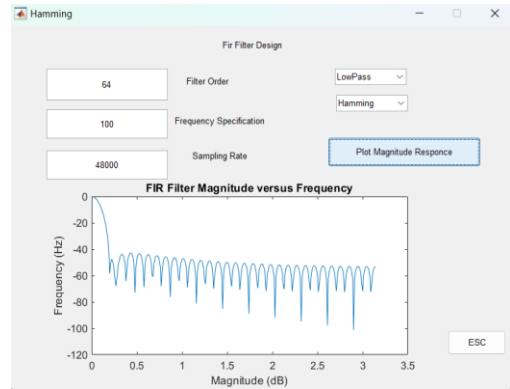 Hamming
Fir Filter Design
64 Filter Order LowPass
Hamming
100 Frequency Specification
48000 Sampling Rate Plot Magnitude Responce
FIR Filter Magnitude versus Frequency
0
-20
-40
-60
-80
-100
-120
Frequency (Hz)
0 0.5 1 1.5 2 2.5 3 3.5
Magnitude (dB)
ESC